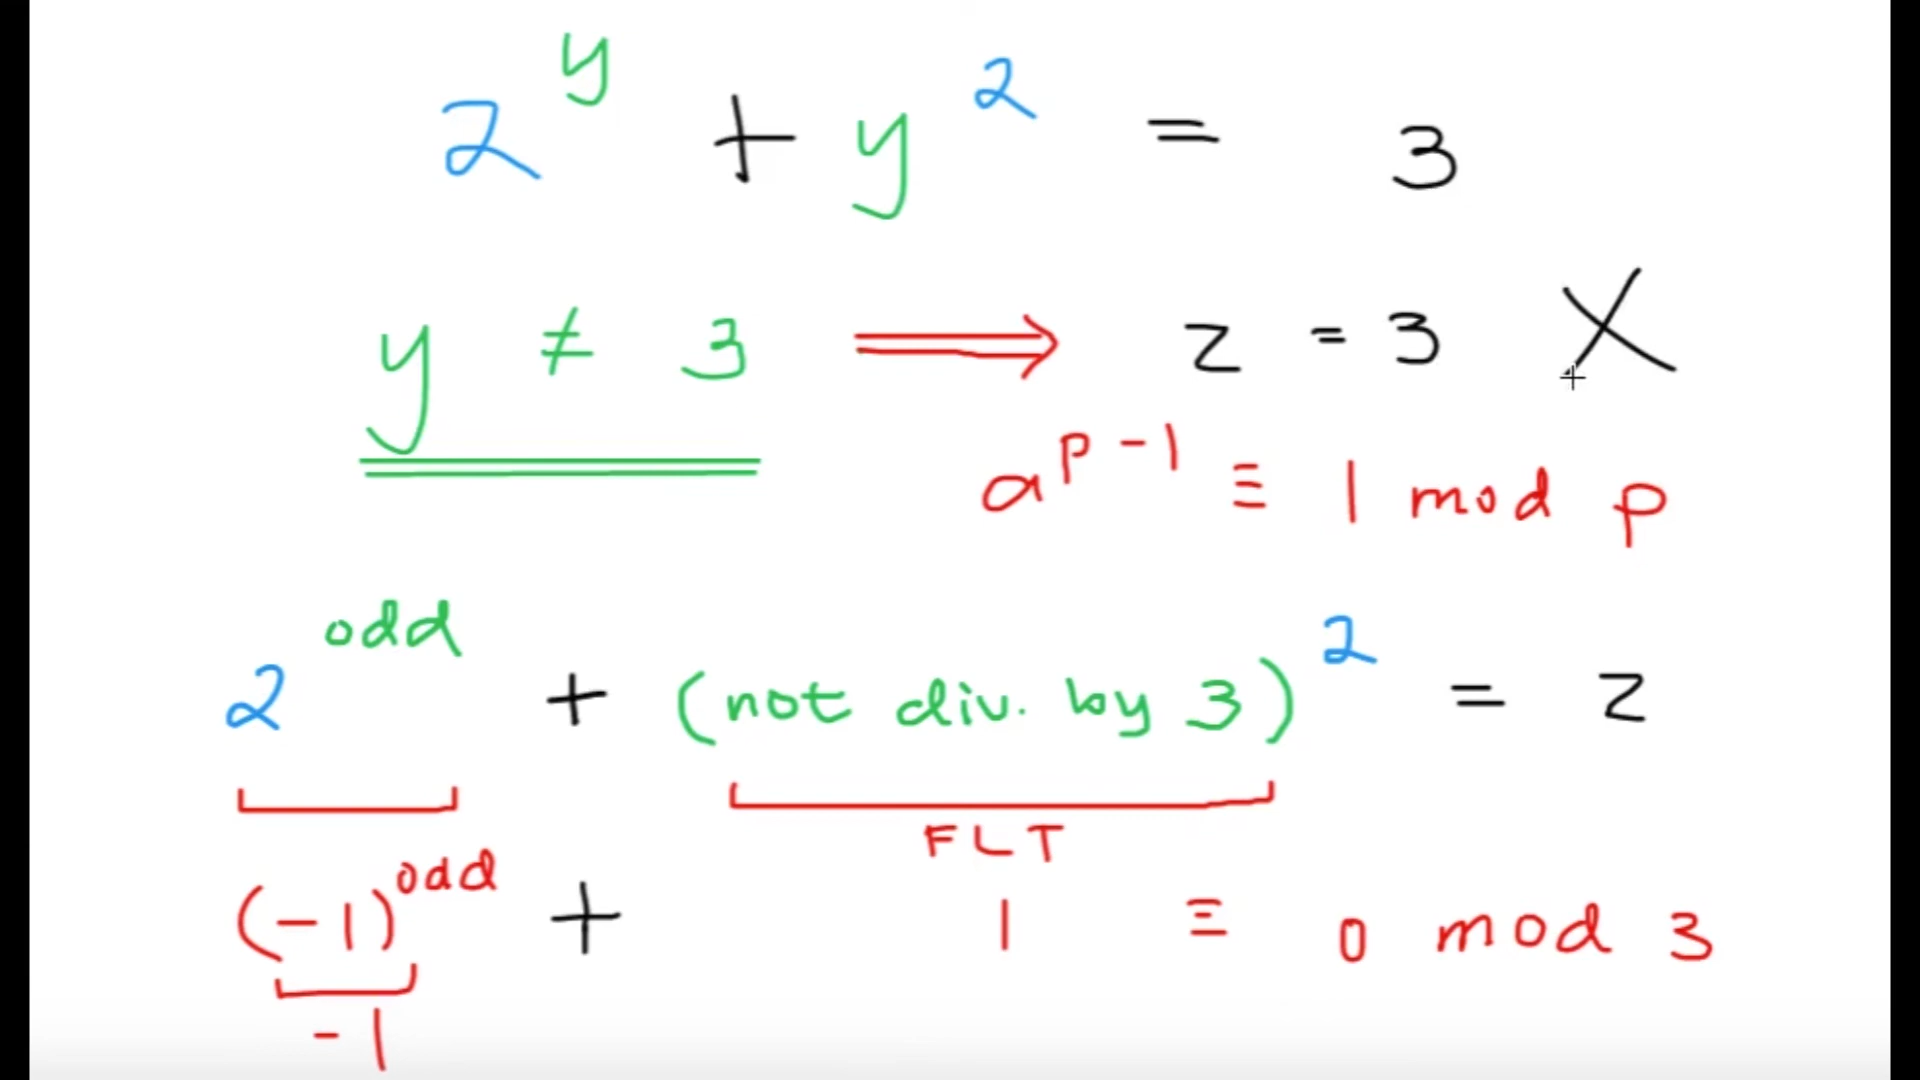 2^y + y^2 = 3
y ≠ 3 ⟹ z = 3 X
a^{p-1} ≡ 1 mod p
2^{odd} + (not div. by 3)^2 = z
FLT
(-1)^{odd} + 1 ≡ 0 mod 3
-1